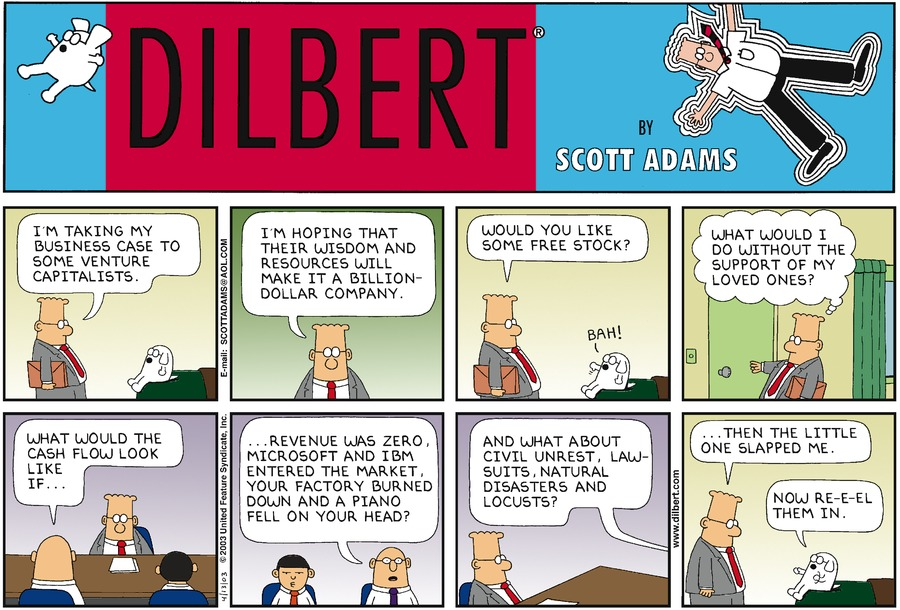 DILBERT®
BY
SCOTT ADAMS
I'M TAKING MY
BUSINESS CASE TO
SOME VENTURE
CAPITALISTS.
E-mail: SCOTTADAMS@AOL.COM
I'M HOPING THAT
THEIR WISDOM AND
RESOURCES WILL
MAKE IT A BILLION-
DOLLAR COMPANY.
WOULD YOU LIKE
SOME FREE STOCK?
BAH!
WHAT WOULD I
DO WITHOUT THE
SUPPORT OF MY
LOVED ONES?
WHAT WOULD THE
CASH FLOW LOOK
LIKE
IF...
4/13/03 © 2003 United Feature Syndicate, Inc.
...REVENUE WAS ZERO,
MICROSOFT AND IBM
ENTERED THE MARKET,
YOUR FACTORY BURNED
DOWN AND A PIANO
FELL ON YOUR HEAD?
AND WHAT ABOUT
CIVIL UNREST, LAW-
SUITS, NATURAL
DISASTERS AND
LOCUSTS?
www.dilbert.com
...THEN THE LITTLE
ONE SLAPPED ME.
NOW RE-E-EL
THEM IN.